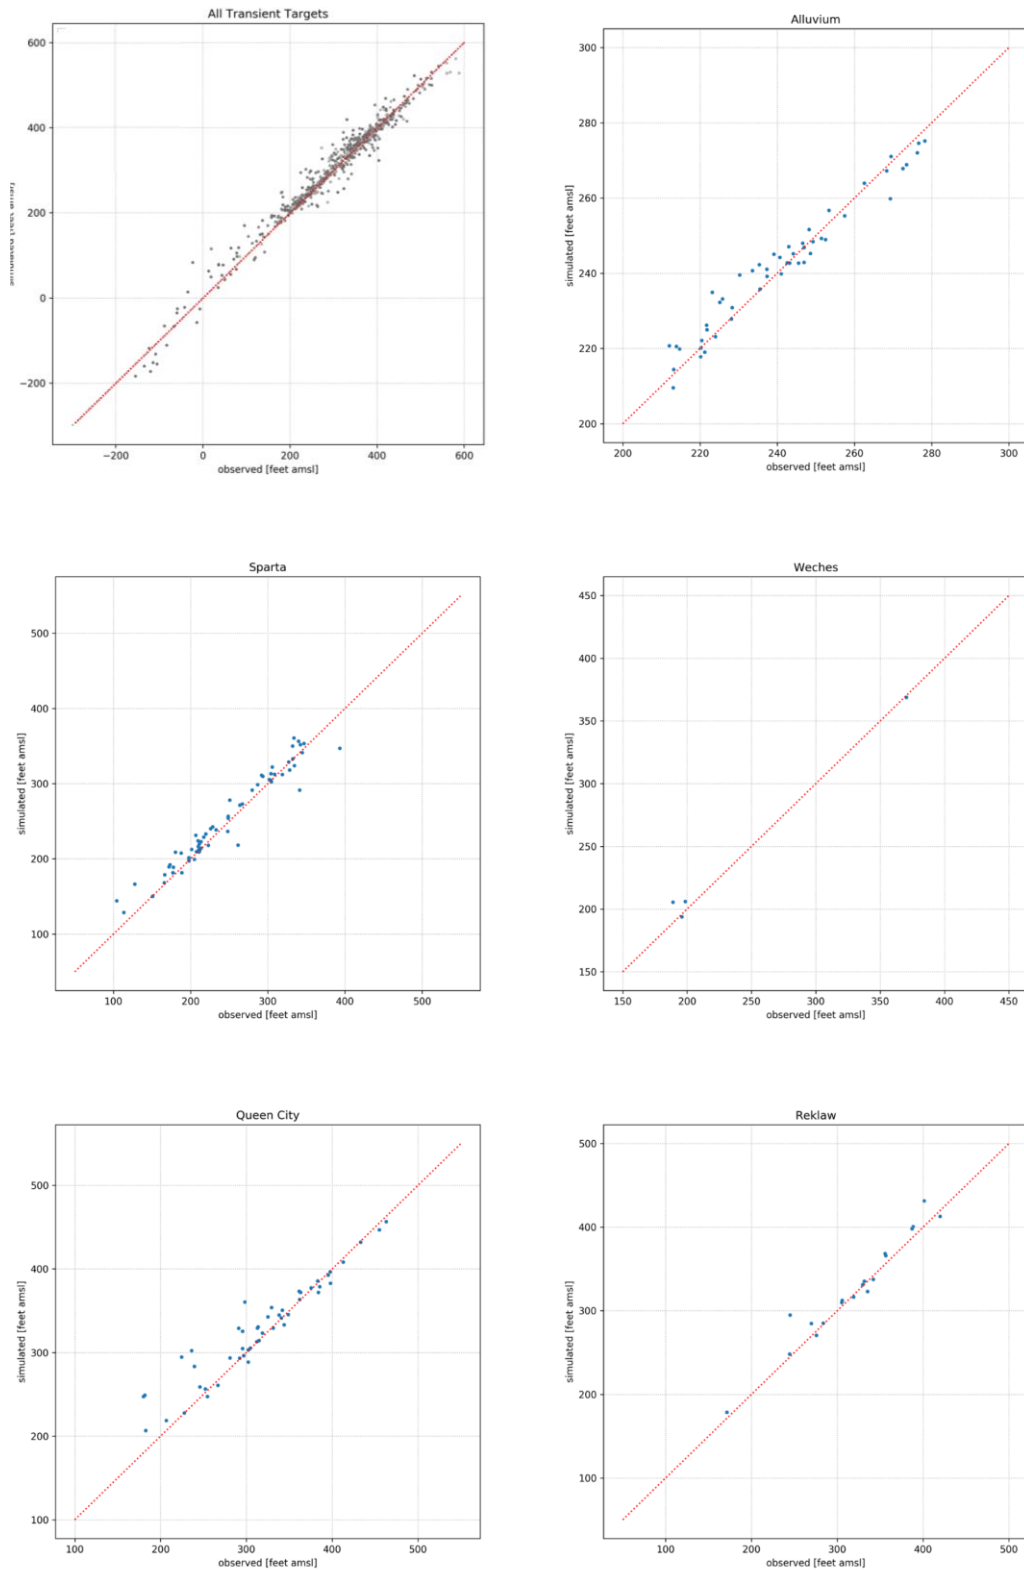 All Transient Targets
600
400
200
0
−200
simulated [feet amsl]
−200 0 200 400 600
observed [feet amsl]
Alluvium
300
280
260
240
220
200
simulated [feet amsl]
200 220 240 260 280 300
observed [feet amsl]
Sparta
500
400
300
200
100
simulated [feet amsl]
100 200 300 400 500
observed [feet amsl]
Weches
450
400
350
300
250
200
150
simulated [feet amsl]
150 200 250 300 350 400 450
observed [feet amsl]
Queen City
500
400
300
200
100
simulated [feet amsl]
100 200 300 400 500
observed [feet amsl]
Reklaw
500
400
300
200
100
simulated [feet amsl]
100 200 300 400 500
observed [feet amsl]